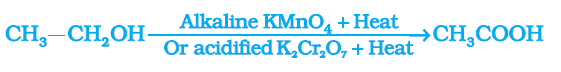 Alkaline KMnO₄ + Heat
CH₃—CH₂OH → CH₃COOH
Or acidified K₂Cr₂O₇ + Heat